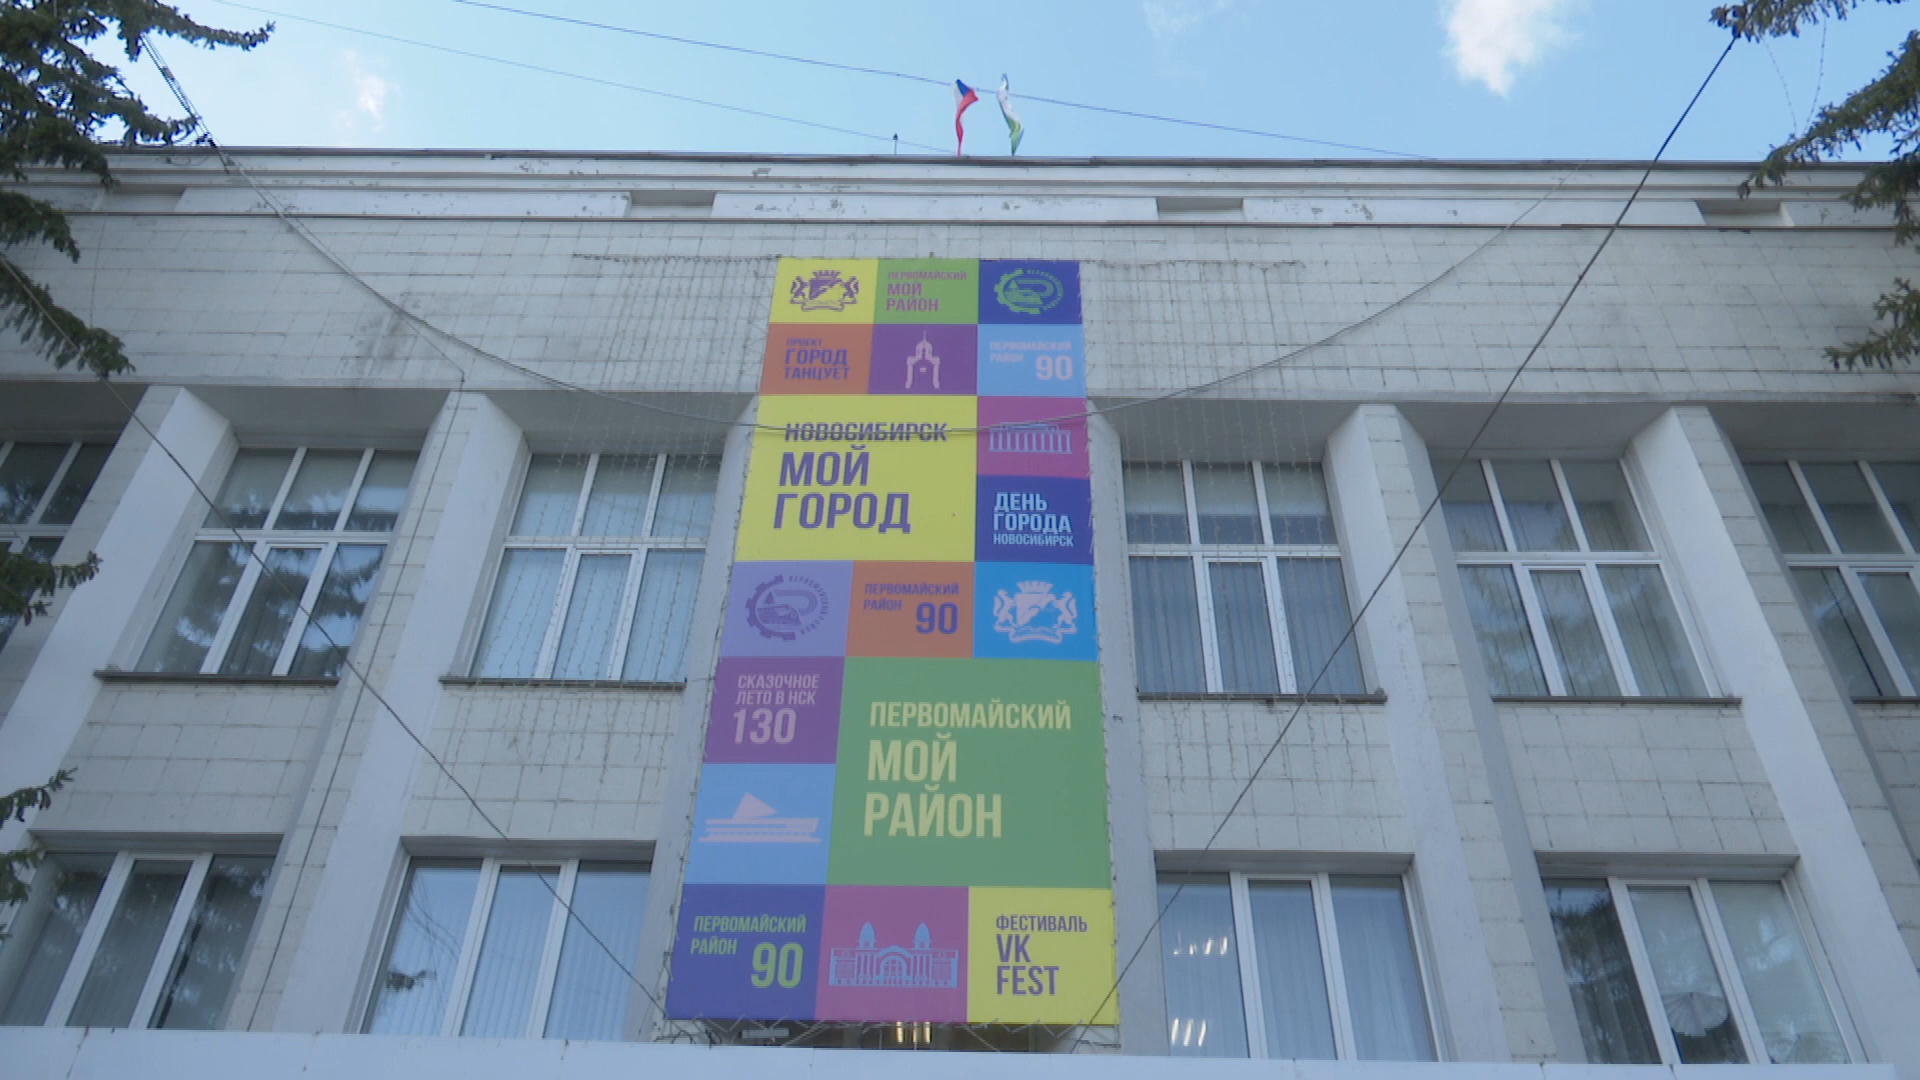 ПЕРВОМАЙСКИЙ
МОЙ
РАЙОН
ПРОЕКТ
ГОРОД
ТАНЦУЕТ
ПЕРВОМАЙСКИЙ
РАЙОН
90
НОВОСИБИРСК
МОЙ
ГОРОД
ДЕНЬ
ГОРОДА
НОВОСИБИРСК
ПЕРВОМАЙСКИЙ
РАЙОН
90
СКАЗОЧНОЕ
ЛЕТО В НСК
130
ПЕРВОМАЙСКИЙ
МОЙ
РАЙОН
ПЕРВОМАЙСКИЙ
РАЙОН
90
ФЕСТИВАЛЬ
VK
FEST